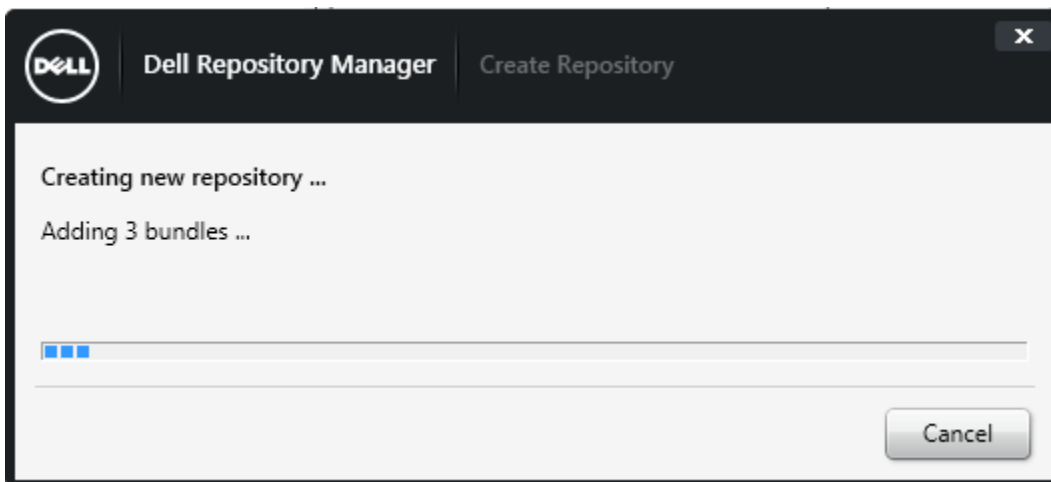 DELL
Dell Repository Manager
Create Repository
x
Creating new repository ...
Adding 3 bundles ...
Cancel